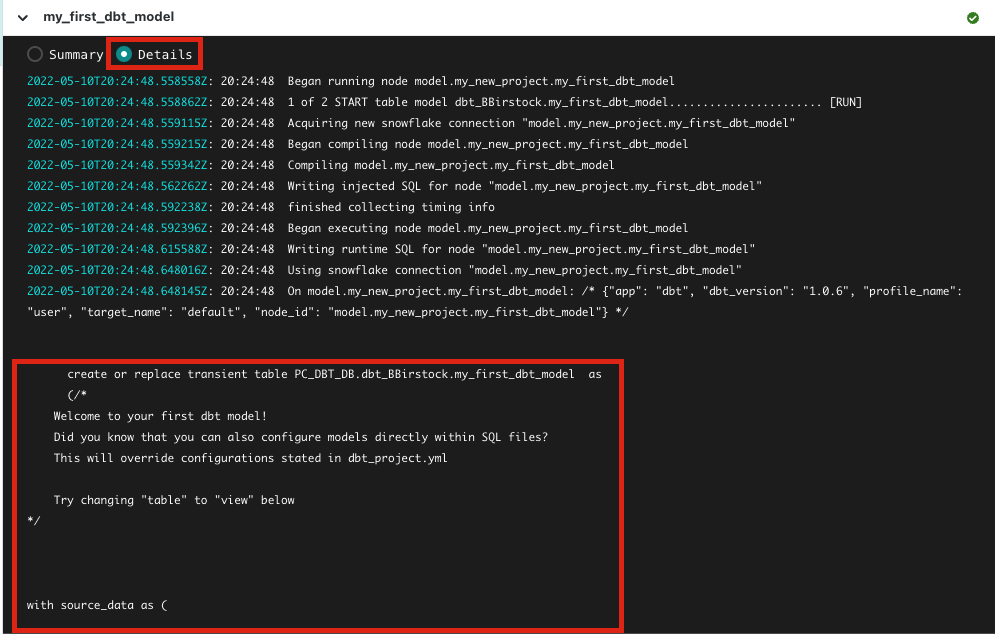 my_first_dbt_model
Summary Details
2022-05-10T20:24:48.558558Z: 20:24:48  Began running node model.my_new_project.my_first_dbt_model
2022-05-10T20:24:48.558862Z: 20:24:48  1 of 2 START table model dbt_BBirstock.my_first_dbt_model....................... [RUN]
2022-05-10T20:24:48.559115Z: 20:24:48  Acquiring new snowflake connection "model.my_new_project.my_first_dbt_model"
2022-05-10T20:24:48.559215Z: 20:24:48  Began compiling node model.my_new_project.my_first_dbt_model
2022-05-10T20:24:48.559342Z: 20:24:48  Compiling model.my_new_project.my_first_dbt_model
2022-05-10T20:24:48.562262Z: 20:24:48  Writing injected SQL for node "model.my_new_project.my_first_dbt_model"
2022-05-10T20:24:48.592238Z: 20:24:48  finished collecting timing info
2022-05-10T20:24:48.592396Z: 20:24:48  Began executing node model.my_new_project.my_first_dbt_model
2022-05-10T20:24:48.615588Z: 20:24:48  Writing runtime SQL for node "model.my_new_project.my_first_dbt_model"
2022-05-10T20:24:48.648016Z: 20:24:48  Using snowflake connection "model.my_new_project.my_first_dbt_model"
2022-05-10T20:24:48.648145Z: 20:24:48  On model.my_new_project.my_first_dbt_model: /* {"app": "dbt", "dbt_version": "1.0.6", "profile_name":
"user", "target_name": "default", "node_id": "model.my_new_project.my_first_dbt_model"} */
create or replace transient table PC_DBT_DB.dbt_BBirstock.my_first_dbt_model  as
(/*
Welcome to your first dbt model!
Did you know that you can also configure models directly within SQL files?
This will override configurations stated in dbt_project.yml
Try changing "table" to "view" below
*/
with source_data as (